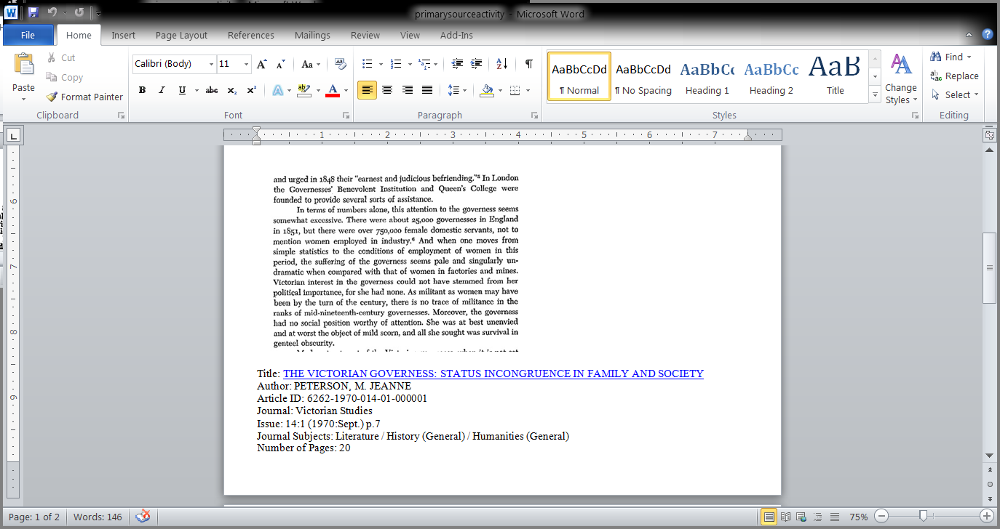 primarysourceactivity - Microsoft Word
File Home Insert Page Layout References Mailings Review View Add-Ins
Paste
Cut
Copy
Format Painter
Clipboard
Calibri (Body) 11
Font
Paragraph
AaBbCcDd AaBbCcDd AaBbCc AaBbCc AaB
¶ Normal ¶ No Spacing Heading 1 Heading 2 Title
Change
Styles
Styles
Find
Replace
Select
Editing
1 2 3 4 5 6 7
6
7
8
9
and urged in 1848 their “earnest and judicious befriending.”⁵ In London
the Governesses’ Benevolent Institution and Queen’s College were
founded to provide several sorts of assistance.
In terms of numbers alone, this attention to the governess seems
somewhat excessive. There were about 25,000 governesses in England
in 1851, but there were over 750,000 female domestic servants, not to
mention women employed in industry.⁶ And when one moves from
simple statistics to the conditions of employment of women in this
period, the suffering of the governess seems pale and singularly un-
dramatic when compared with that of women in factories and mines.
Victorian interest in the governess could not have stemmed from her
political importance, for she had none. As militant as women may have
been by the turn of the century, there is no trace of militance in the
ranks of mid-nineteenth-century governesses. Moreover, the governess
had no social position worthy of attention. She was at best unenvied
and at worst the object of mild scorn, and all she sought was survival in
genteel obscurity.
Title: THE VICTORIAN GOVERNESS: STATUS INCONGRUENCE IN FAMILY AND SOCIETY
Author: PETERSON, M. JEANNE
Article ID: 6262-1970-014-01-000001
Journal: Victorian Studies
Issue: 14:1 (1970:Sept.) p.7
Journal Subjects: Literature / History (General) / Humanities (General)
Number of Pages: 20
Page: 1 of 2 Words: 146 75%